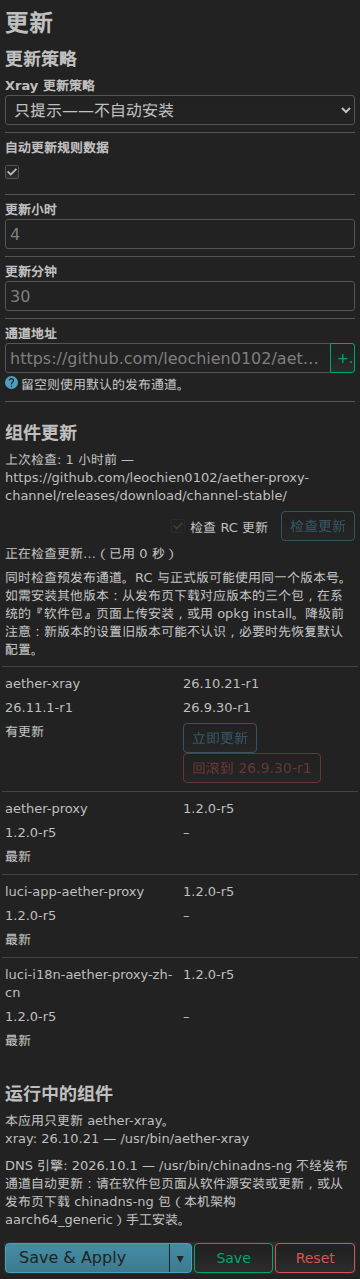 更新
更新策略
Xray 更新策略
只提示——不自动安装
自动更新规则数据
更新小时
4
更新分钟
30
通道地址
https://github.com/leochien0102/aet...
+
留空则使用默认的发布通道。
组件更新
上次检查: 1 小时前 —
https://github.com/leochien0102/aether-proxy-
channel/releases/download/channel-stable/
检查 RC 更新 检查更新
正在检查更新…（已用 0 秒）
同时检查预发布通道。RC 与正式版可能使用同一个版本号。
如需安装其他版本：从发布页下载对应版本的三个包，在系
统的『软件包』页面上传安装，或用 opkg install。降级前
注意：新版本的设置旧版本可能不认识，必要时先恢复默认
配置。
aether-xray 26.10.21-r1
26.11.1-r1 26.9.30-r1
有更新 立即更新
回滚到 26.9.30-r1
aether-proxy 1.2.0-r5
1.2.0-r5 –
最新
luci-app-aether-proxy 1.2.0-r5
1.2.0-r5 –
最新
luci-i18n-aether-proxy-zh- 1.2.0-r5
cn
1.2.0-r5 –
最新
运行中的组件
本应用只更新 aether-xray。
xray: 26.10.21 — /usr/bin/aether-xray
DNS 引擎: 2026.10.1 — /usr/bin/chinadns-ng 不经发布
通道自动更新：请在软件包页面从软件源安装或更新，或从
发布页下载 chinadns-ng 包（本机架构
aarch64_generic）手工安装。
Save & Apply ▾ Save Reset